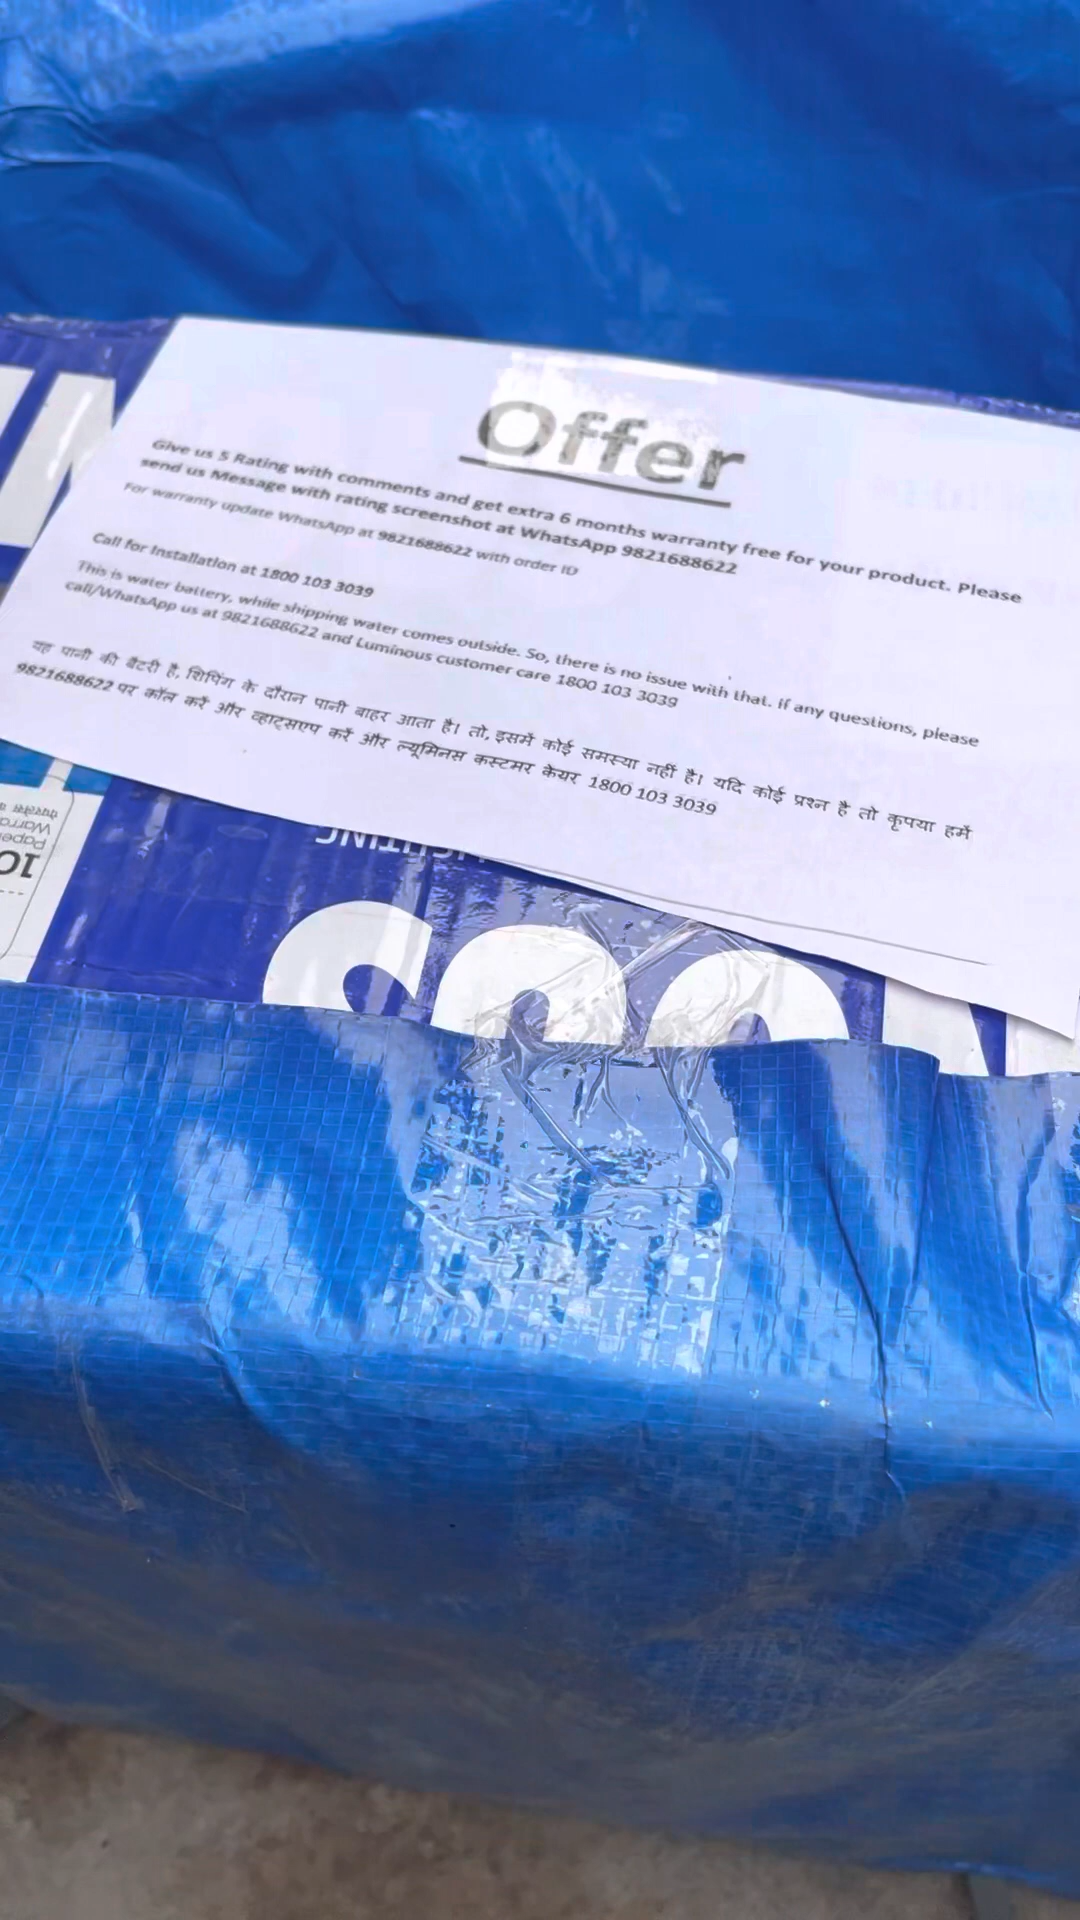 Offer
Give us 5 Rating with comments and get extra 6 months warranty free for your product. Please
send us Message with rating screenshot at WhatsApp 9821688622
For warranty update WhatsApp at 9821688622 with order ID
Call for Installation at 1800 103 3039
This is water battery, while shipping water comes outside. So, there is no issue with that. If any questions, please
call/WhatsApp us at 9821688622 and Luminous customer care 1800 103 3039
यह पानी की बैटरी है, शिपिंग के दौरान पानी बाहर आता है। तो, इसमें कोई समस्या नहीं है। यदि कोई प्रश्न है तो कृपया हमें
9821688622 पर कॉल करें और व्हाट्सएप करें और ल्यूमिनस कस्टमर केयर 1800 103 3039
10
Pape
Warra